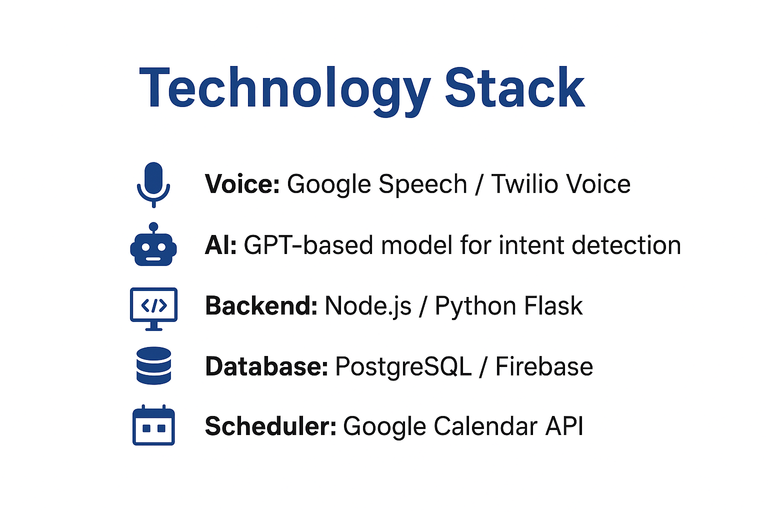 Technology Stack
Voice: Google Speech / Twilio Voice
AI: GPT-based model for intent detection
Backend: Node.js / Python Flask
Database: PostgreSQL / Firebase
Scheduler: Google Calendar API